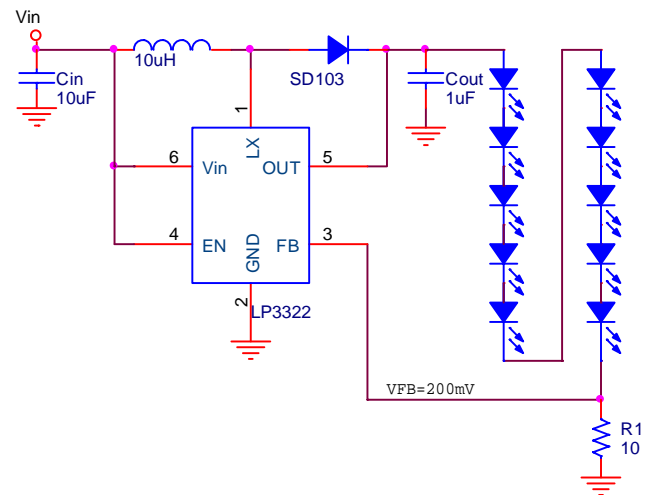 Vin
10uH
SD103
Cin
10uF
Cout
1uF
1
LX
6
Vin
OUT
5
4
EN
GND
FB
3
2
LP3322
VFB=200mV
R1
10